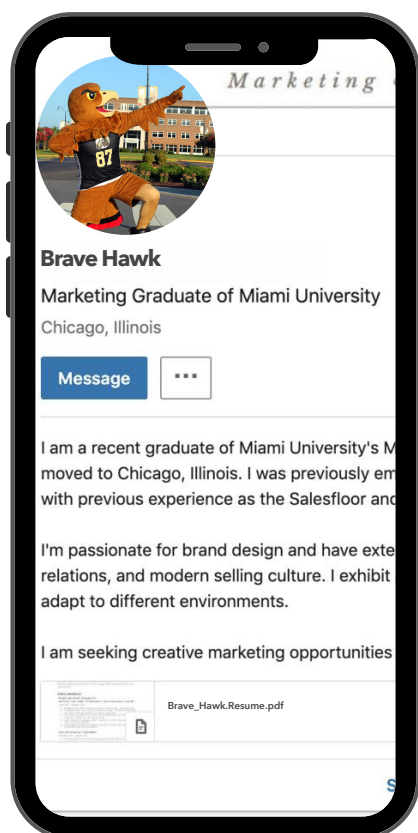 Marketing
87
Brave Hawk
Marketing Graduate of Miami University
Chicago, Illinois
Message
...
I am a recent graduate of Miami University's M
moved to Chicago, Illinois. I was previously em
with previous experience as the Salesfloor and
I'm passionate for brand design and have exte
relations, and modern selling culture. I exhibit
adapt to different environments.
I am seeking creative marketing opportunities
Brave_Hawk.Resume.pdf
S